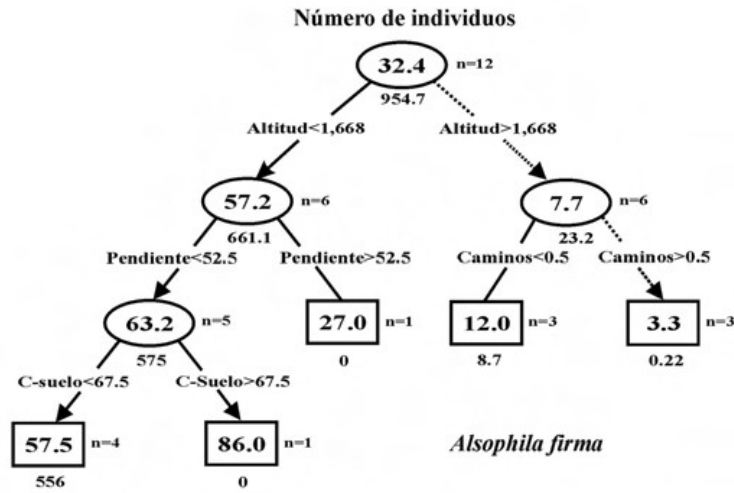 Número de individuos
32.4 n=12
954.7
Altitud<1,668 Altitud>1,668
57.2 n=6 7.7 n=6
661.1 23.2
Pendiente<52.5 Pendiente>52.5 Caminos<0.5 Caminos>0.5
63.2 n=5 27.0 n=1 12.0 n=3 3.3 n=3
575 0 8.7 0.22
C-suelo<67.5 C-Suelo>67.5
57.5 n=4 86.0 n=1 Alsophila firma
556 0